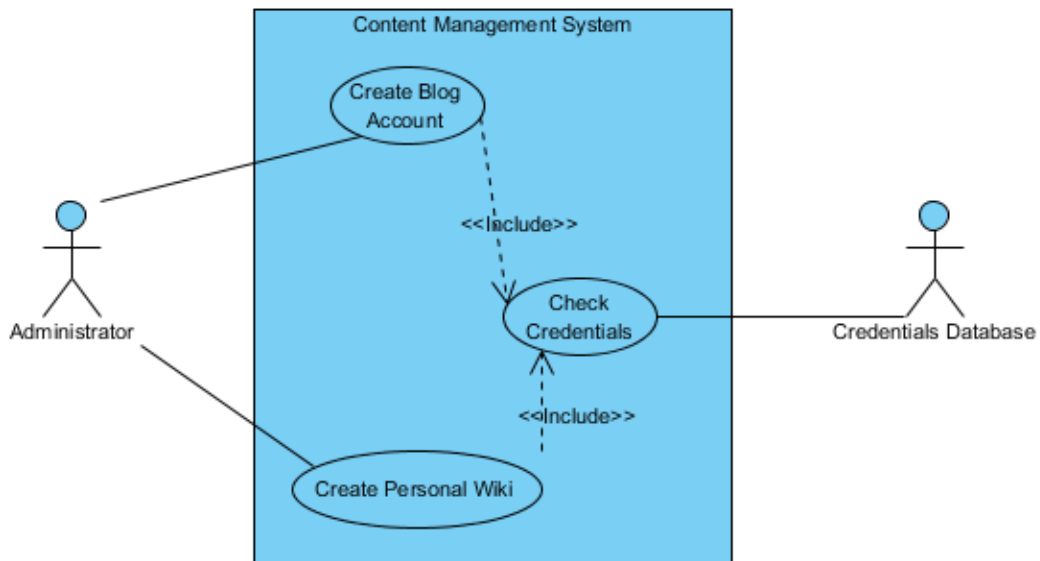 Content Management System
Create Blog
Account
<<Include>>
Check
Credentials
Administrator
Credentials Database
<<Include>>
Create Personal Wiki